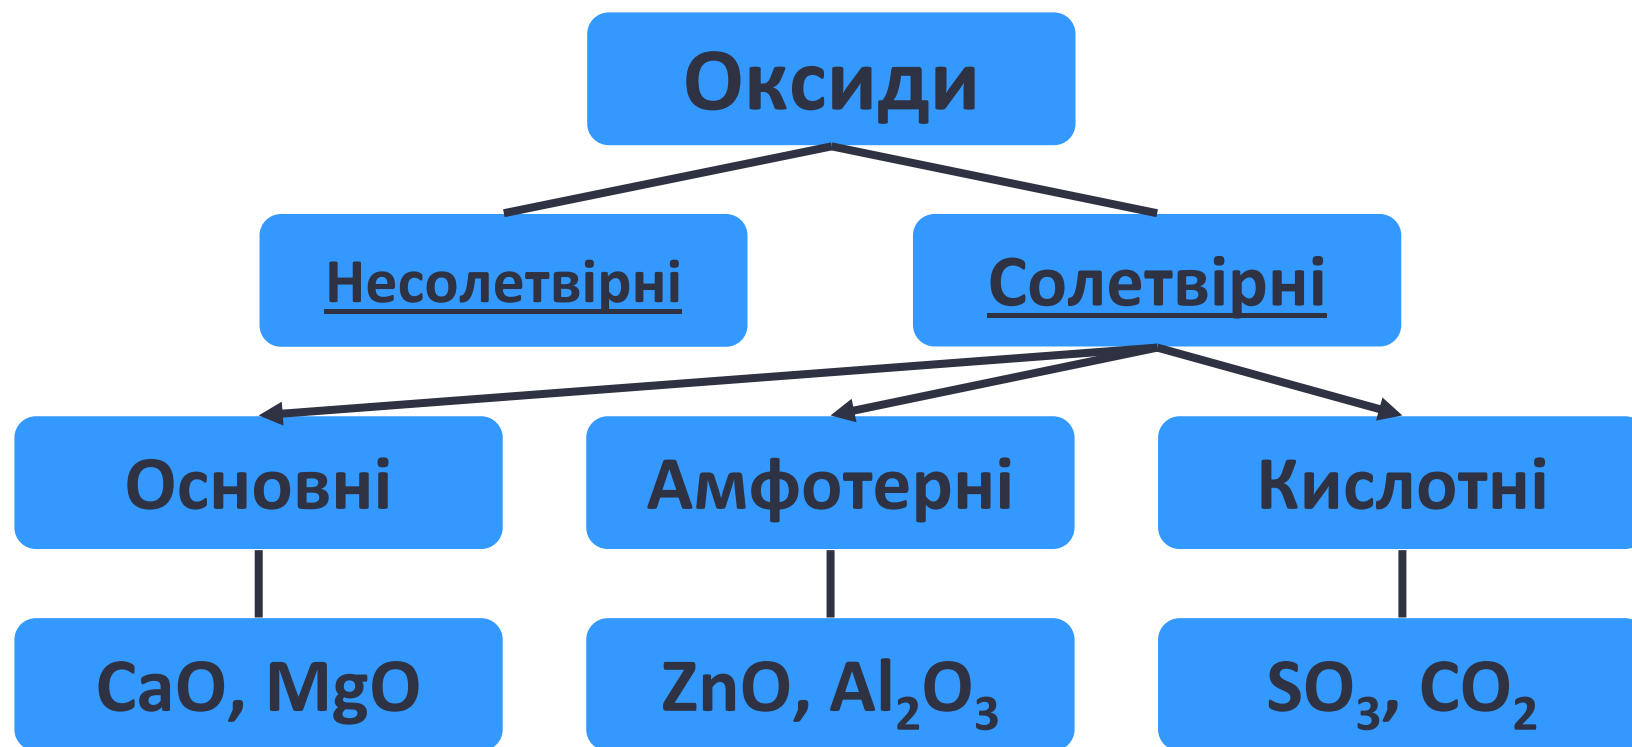 Оксиди
Несолетвірні
Солетвірні
Основні
Амфотерні
Кислотні
CaO, MgO
ZnO, Al₂O₃
SO₃, CO₂